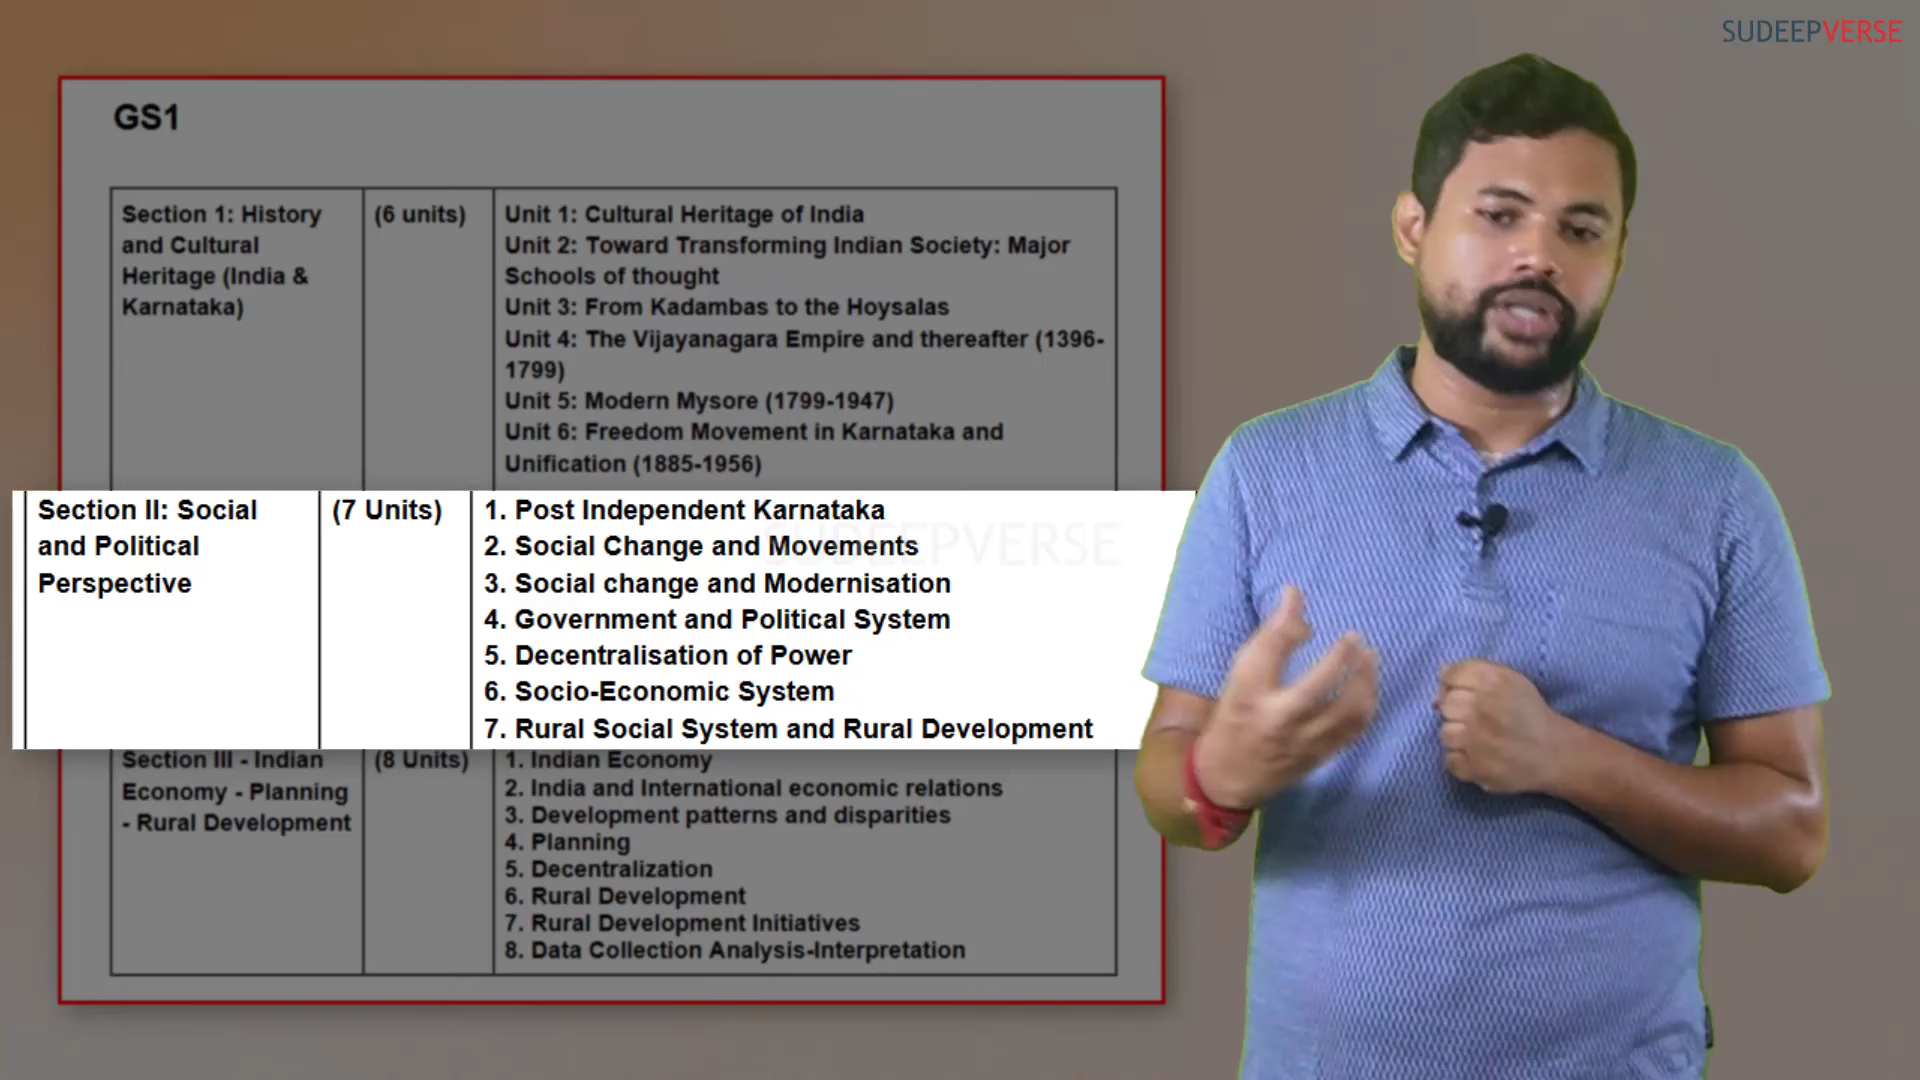 SUDEEPVERSE
GS1
Section 1: History
and Cultural
Heritage (India &
Karnataka)
(6 units)
Unit 1: Cultural Heritage of India
Unit 2: Toward Transforming Indian Society: Major
Schools of thought
Unit 3: From Kadambas to the Hoysalas
Unit 4: The Vijayanagara Empire and thereafter (1396-
1799)
Unit 5: Modern Mysore (1799-1947)
Unit 6: Freedom Movement in Karnataka and
Unification (1885-1956)
Section II: Social
and Political
Perspective
(7 Units)
1. Post Independent Karnataka
2. Social Change and Movements
3. Social change and Modernisation
4. Government and Political System
5. Decentralisation of Power
6. Socio-Economic System
7. Rural Social System and Rural Development
SUDEEPVERSE
Section III - Indian
Economy - Planning
- Rural Development
(8 Units)
1. Indian Economy
2. India and International economic relations
3. Development patterns and disparities
4. Planning
5. Decentralization
6. Rural Development
7. Rural Development Initiatives
8. Data Collection Analysis-Interpretation